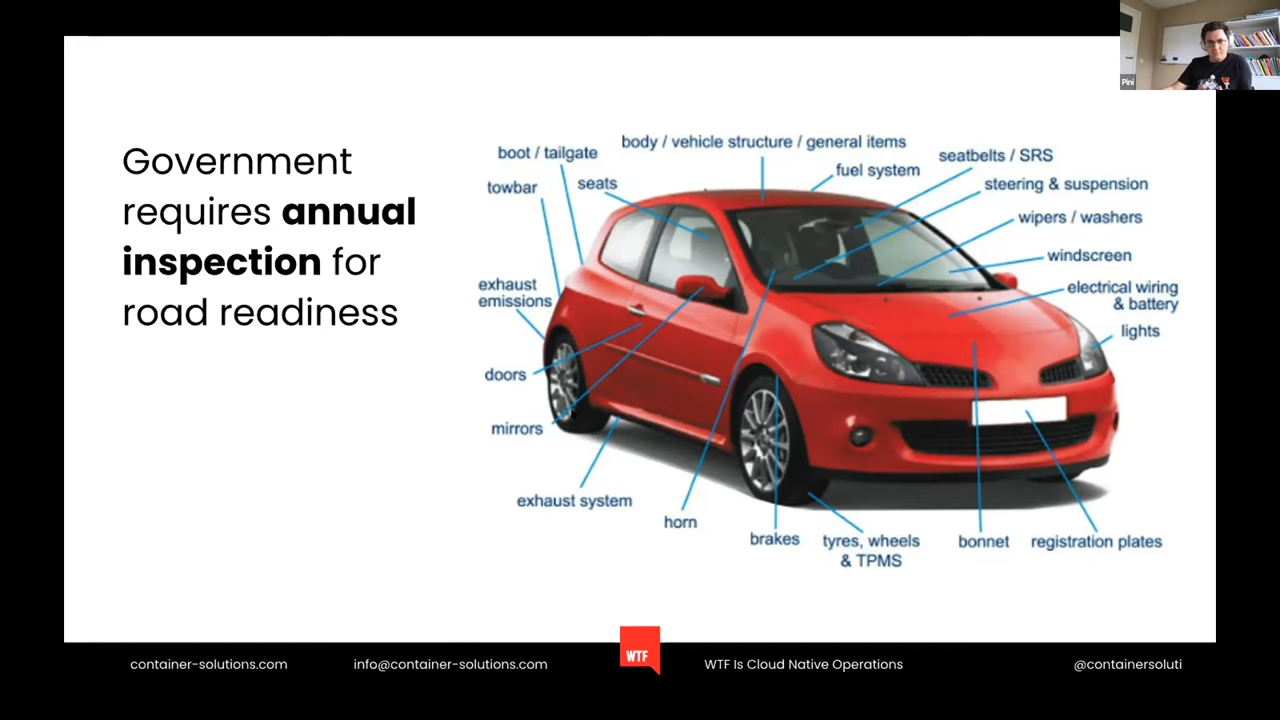 Pini
Government
requires annual
inspection for
road readiness
body / vehicle structure / general items
boot / tailgate
seatbelts / SRS
fuel system
towbar
seats
steering & suspension
wipers / washers
windscreen
exhaust
emissions
electrical wiring
& battery
lights
doors
mirrors
exhaust system
horn
brakes
tyres, wheels
& TPMS
bonnet
registration plates
WTF
container-solutions.com
info@container-solutions.com
WTF Is Cloud Native Operations
@containersoluti